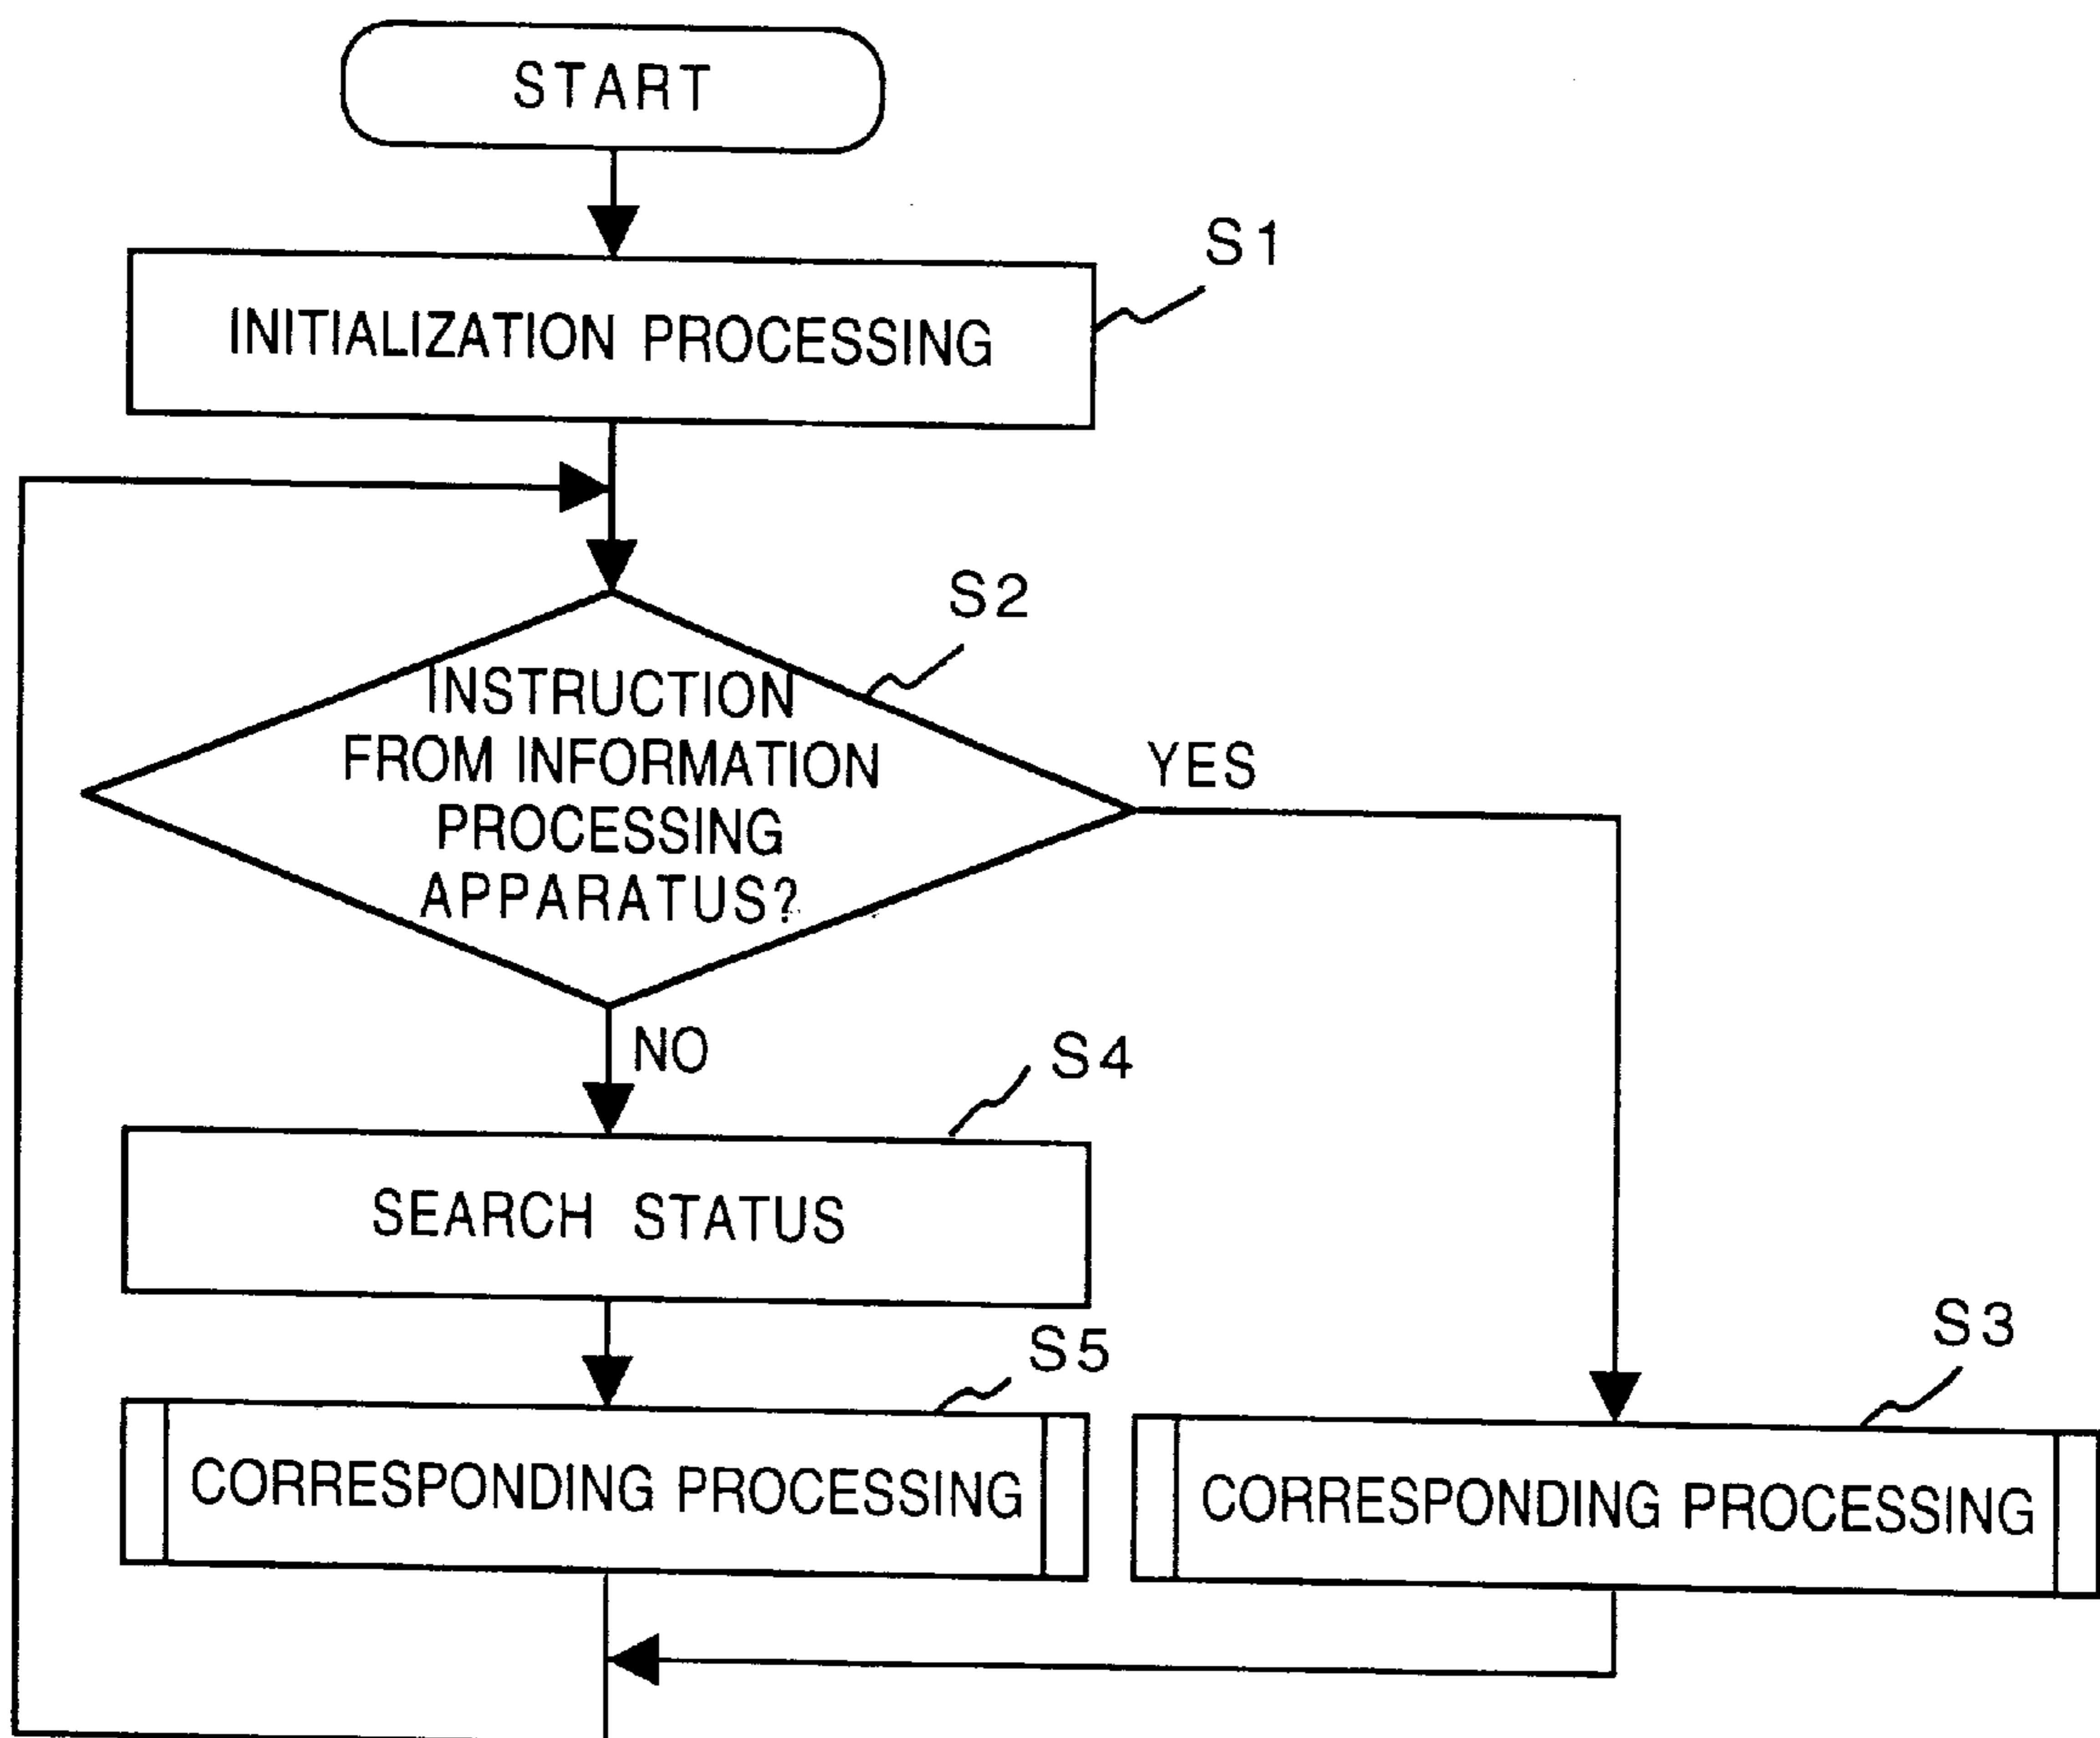 START
S1
INITIALIZATION PROCESSING
S2
INSTRUCTION
FROM INFORMATION
PROCESSING
APPARATUS?
YES
NO
S4
SEARCH STATUS
S5
CORRESPONDING PROCESSING
S3
CORRESPONDING PROCESSING